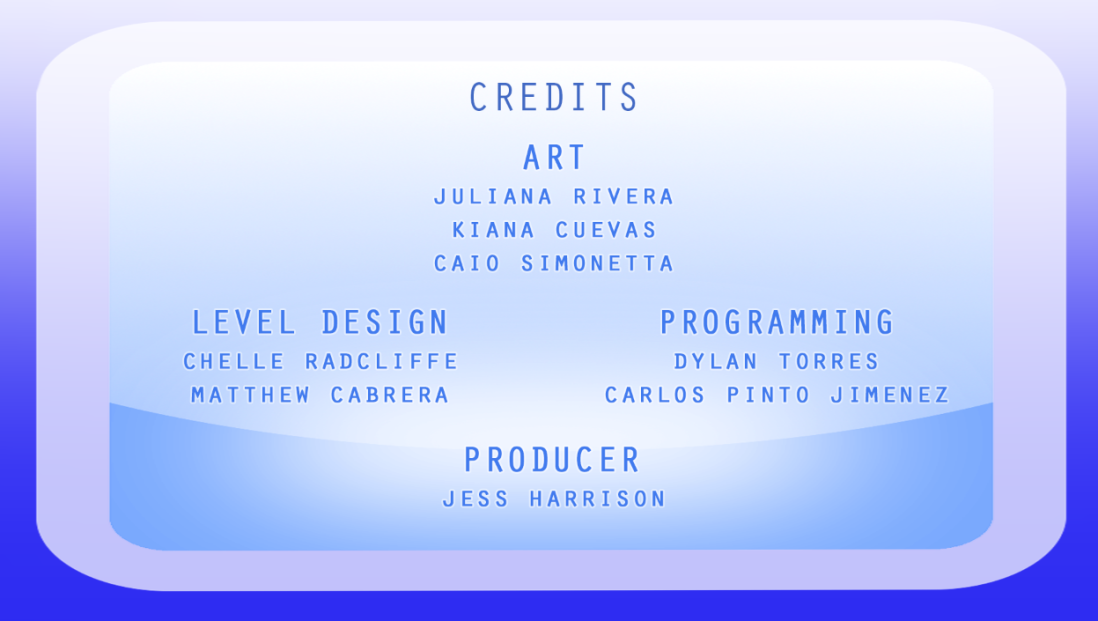 CREDITS
ART
JULIANA RIVERA
KIANA CUEVAS
CAIO SIMONETTA
LEVEL DESIGN
CHELLE RADCLIFFE
MATTHEW CABRERA
PROGRAMMING
DYLAN TORRES
CARLOS PINTO JIMENEZ
PRODUCER
JESS HARRISON